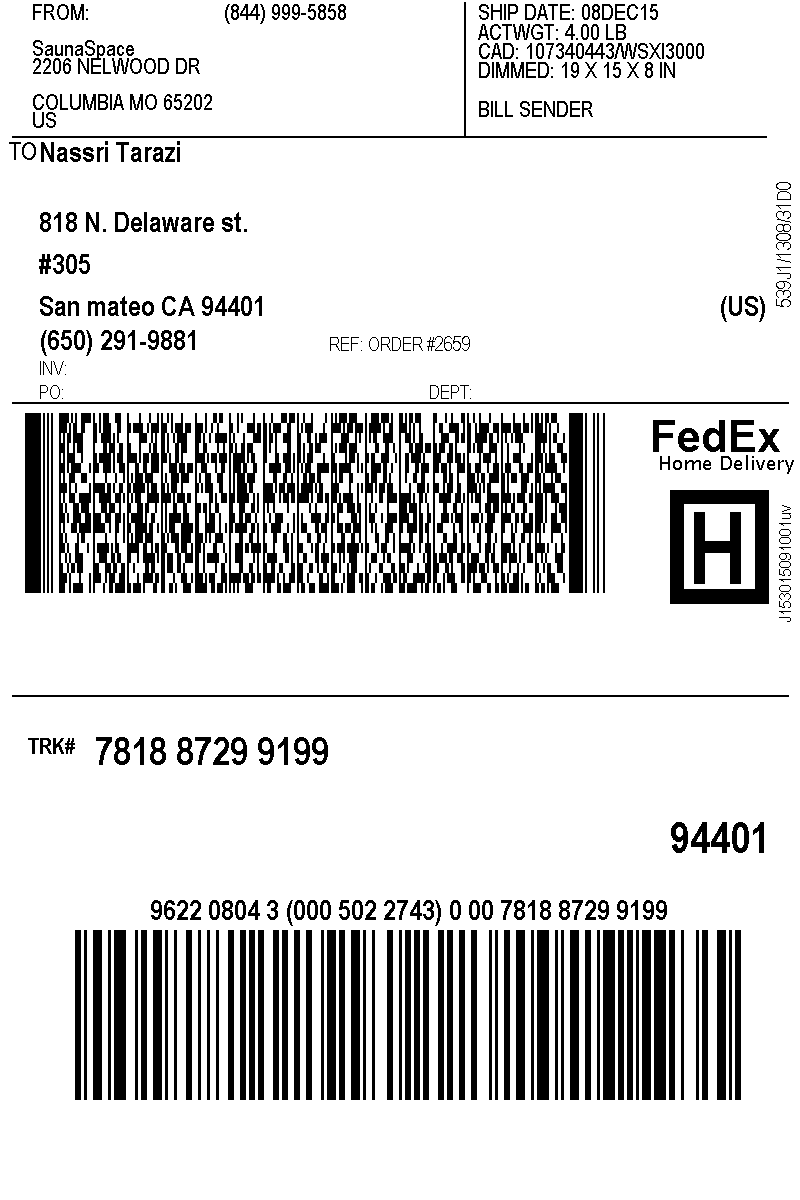 FROM: (844) 999-5858
SaunaSpace
2206 NELWOOD DR
COLUMBIA MO 65202
US
SHIP DATE: 08DEC15
ACTWGT: 4.00 LB
CAD: 107340443/WSXI3000
DIMMED: 19 X 15 X 8 IN
BILL SENDER
TO Nassri Tarazi
818 N. Delaware st.
#305
San mateo CA 94401 (US)
(650) 291-9881 REF: ORDER #2659
INV:
PO: DEPT:
539J1/1308/31D0
FedEx
Home Delivery
H
J153015091001uv
TRK# 7818 8729 9199
94401
9622 0804 3 (000 502 2743) 0 00 7818 8729 9199